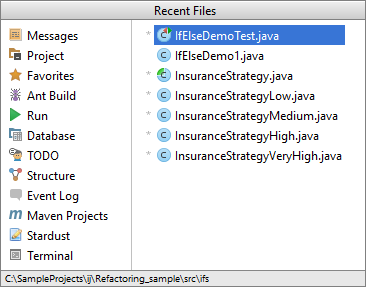 Recent Files
Messages
Project
Favorites
Ant Build
Run
Database
TODO
Structure
Event Log
Maven Projects
Stardust
Terminal
* IfElseDemoTest.java
IfElseDemo1.java
* InsuranceStrategy.java
* InsuranceStrategyLow.java
* InsuranceStrategyMedium.java
* InsuranceStrategyHigh.java
* InsuranceStrategyVeryHigh.java
C:\SampleProjects\ij\Refactoring_sample\src\ifs